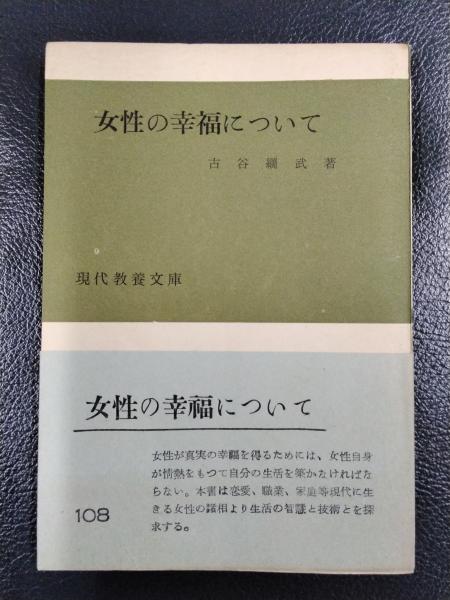 女性の幸福について
古谷綱武著
現代教養文庫
女性の幸福について
女性が真実の幸福を得るためには、女性自身
が情熱をもつて自分の生活を築かなければな
らない。本書は恋愛、職業、家庭等現代に生
きる女性の諸相より生活の智慧と技術とを探
求する。
108